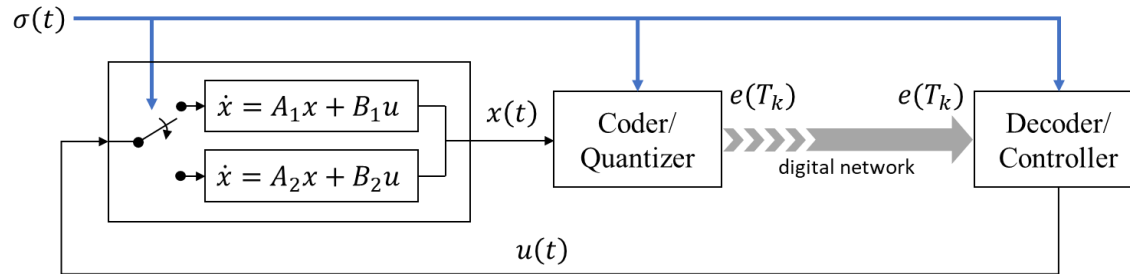 σ(t)
ẋ = A₁x + B₁u
ẋ = A₂x + B₂u
x(t)
Coder/
Quantizer
e(Tₖ)
digital network
e(Tₖ)
Decoder/
Controller
u(t)